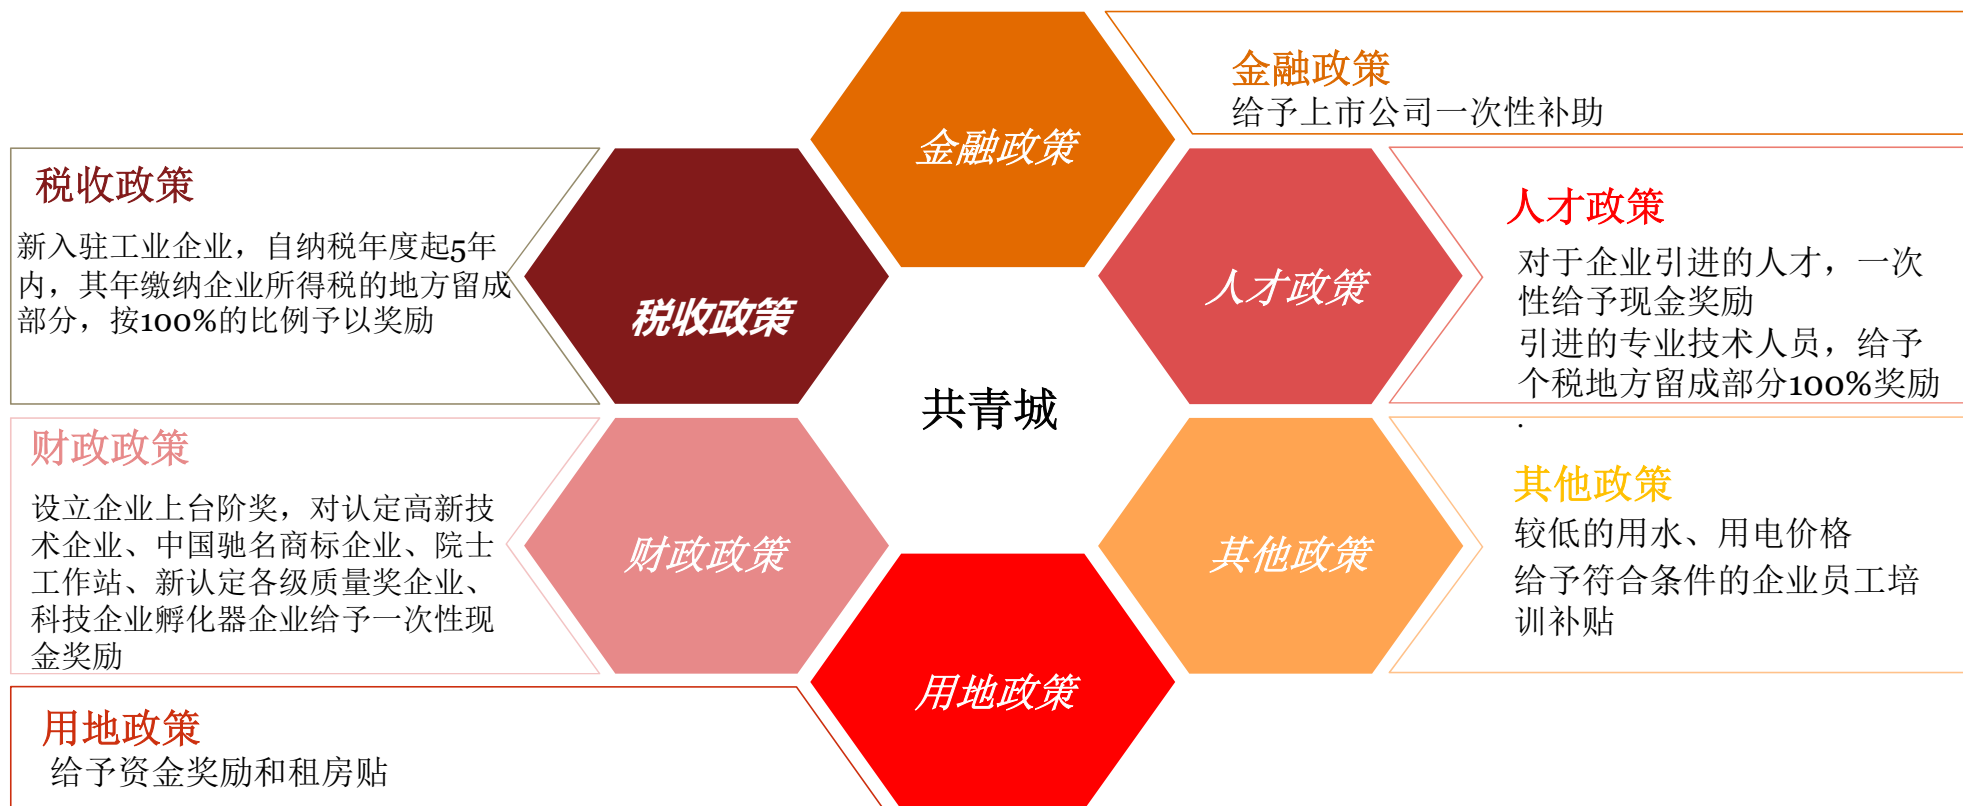 金融政策
给予上市公司一次性补助
金融政策
税收政策
新入驻工业企业，自纳税年度起5年
内，其年缴纳企业所得税的地方留成
部分，按100%的比例予以奖励
税收政策
人才政策
人才政策
对于企业引进的人才，一次
性给予现金奖励
引进的专业技术人员，给予
个税地方留成部分100%奖励
.
共青城
财政政策
设立企业上台阶奖，对认定高新技
术企业、中国驰名商标企业、院士
工作站、新认定各级质量奖企业、
科技企业孵化器企业给予一次性现
金奖励
财政政策
其他政策
其他政策
较低的用水、用电价格
给予符合条件的企业员工培
训补贴
用地政策
用地政策
给予资金奖励和租房贴